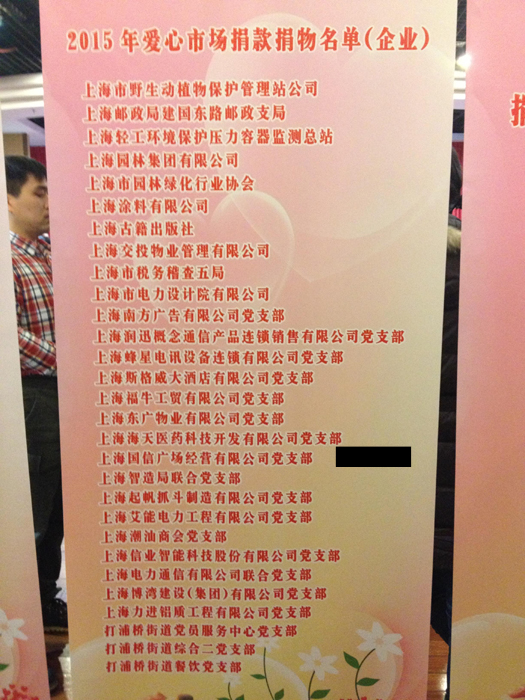 2015年爱心市场捐款捐物名单(企业)
上海市野生动植物保护管理站公司
上海邮政局建国东路邮政支局
上海轻工环境保护压力容器监测总站
上海园林集团有限公司
上海市园林绿化行业协会
上海涂料有限公司
上海古籍出版社
上海交投物业管理有限公司
上海市税务稽查五局
上海市电力设计院有限公司
上海南方广告有限公司党支部
上海润迅概念通信产品连锁销售有限公司党支部
上海蜂星电讯设备连锁有限公司党支部
上海斯格威大酒店有限公司党支部
上海福牛工贸有限公司党支部
上海东广物业有限公司党支部
上海海天医药科技开发有限公司党支部
上海国信广场经营有限公司党支部
上海智造局联合党支部
上海起帆抓斗制造有限公司党支部
上海艾能电力工程有限公司党支部
上海潮汕商会党支部
上海信业智能科技股份有限公司党支部
上海电力通信有限公司联合党支部
上海博湾建设(集团)有限公司党支部
上海力进铝质工程有限公司党支部
打浦桥街道党员服务中心党支部
打浦桥街道综合二党支部
打浦桥街道餐饮党支部